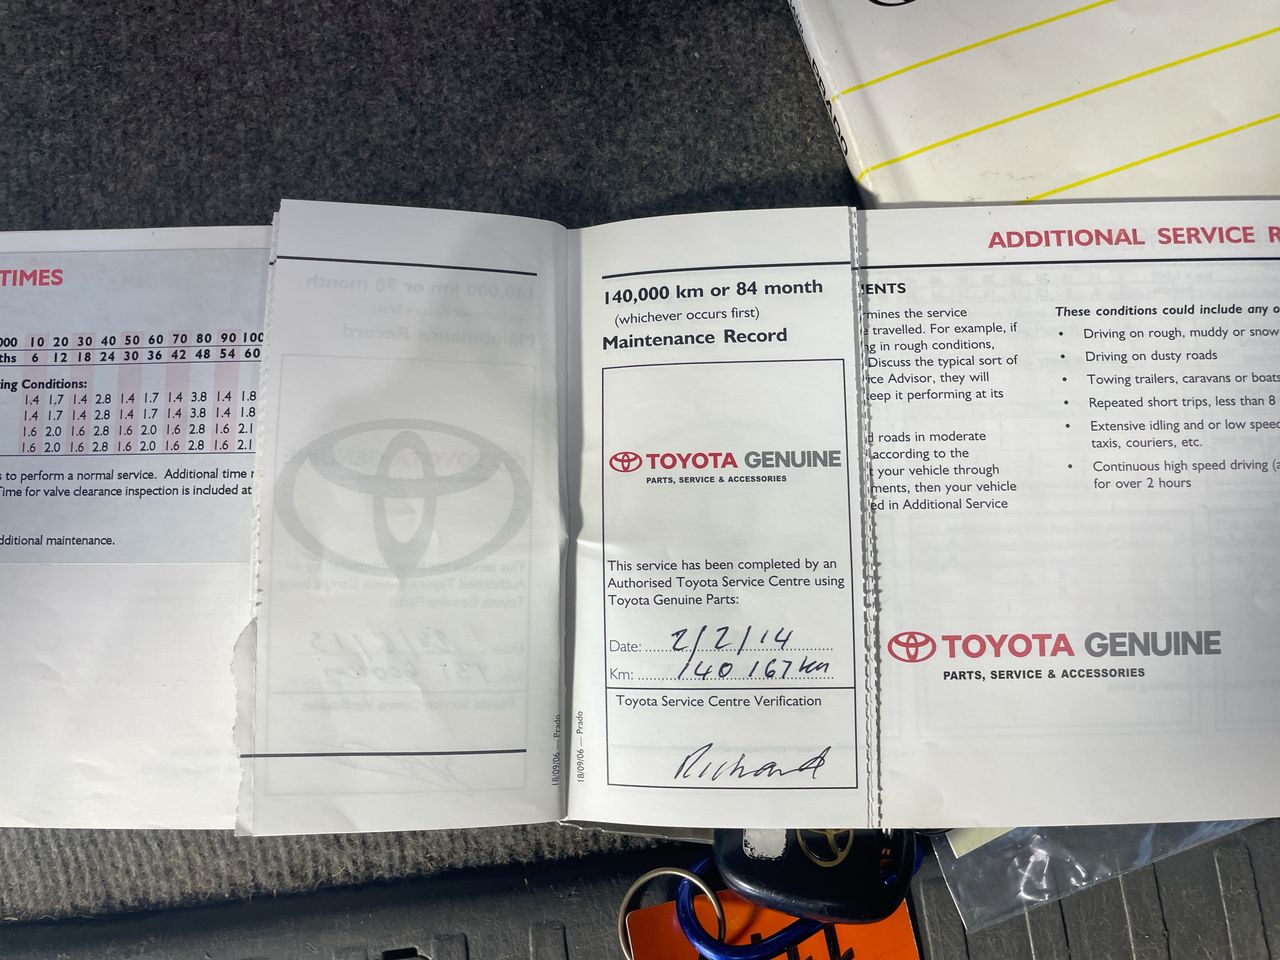 TIMES
000 10 20 30 40 50 60 70 80 90 100
ths 6 12 18 24 30 36 42 48 54 60
ing Conditions:
1.4 1.7 1.4 2.8 1.4 1.7 1.4 3.8 1.4 1.8
1.4 1.7 1.4 2.8 1.4 1.7 1.4 3.8 1.4 1.8
1.6 2.0 1.6 2.8 1.6 2.0 1.6 2.8 1.6 2.1
1.6 2.0 1.6 2.8 1.6 2.0 1.6 2.8 1.6 2.1
s to perform a normal service. Additional time
Time for valve clearance inspection is included at
dditional maintenance.
18/09/06 — Prado
140,000 km or 84 month
(whichever occurs first)
Maintenance Record
TOYOTA GENUINE
PARTS, SERVICE & ACCESSORIES
This service has been completed by an
Authorised Toyota Service Centre using
Toyota Genuine Parts:
Date: 2/2/14
Km: 140 167 km
Toyota Service Centre Verification
Richard
18/09/06 — Prado
ADDITIONAL SERVICE R
ENTS
mines the service
travelled. For example, if
g in rough conditions,
Discuss the typical sort of
ice Advisor, they will
eep it performing at its
d roads in moderate
according to the
your vehicle through
ments, then your vehicle
ed in Additional Service
These conditions could include any o
• Driving on rough, muddy or snow
• Driving on dusty roads
• Towing trailers, caravans or boats
• Repeated short trips, less than 8
• Extensive idling and or low speed
taxis, couriers, etc.
• Continuous high speed driving (a
for over 2 hours
TOYOTA GENUINE
PARTS, SERVICE & ACCESSORIES